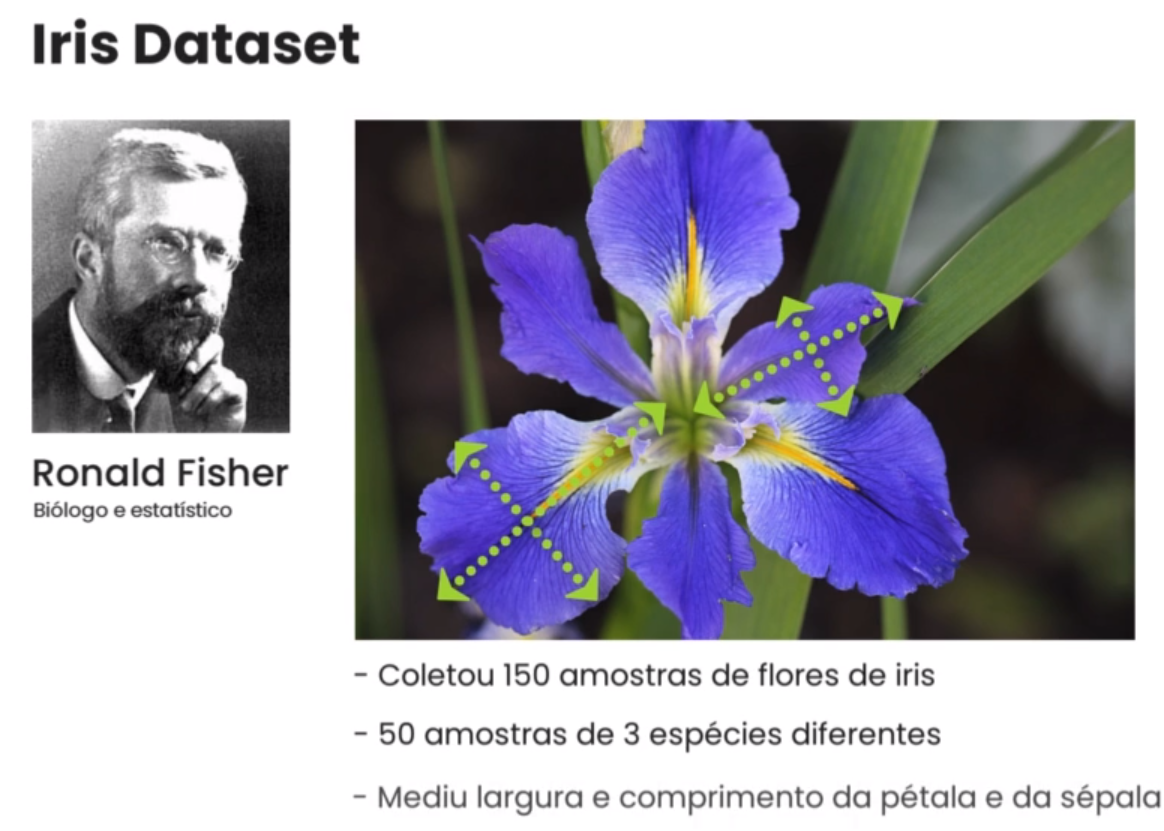 Iris Dataset
Ronald Fisher
Biólogo e estatístico
- Coletou 150 amostras de flores de iris
- 50 amostras de 3 espécies diferentes
- Mediu largura e comprimento da pétala e da sépala